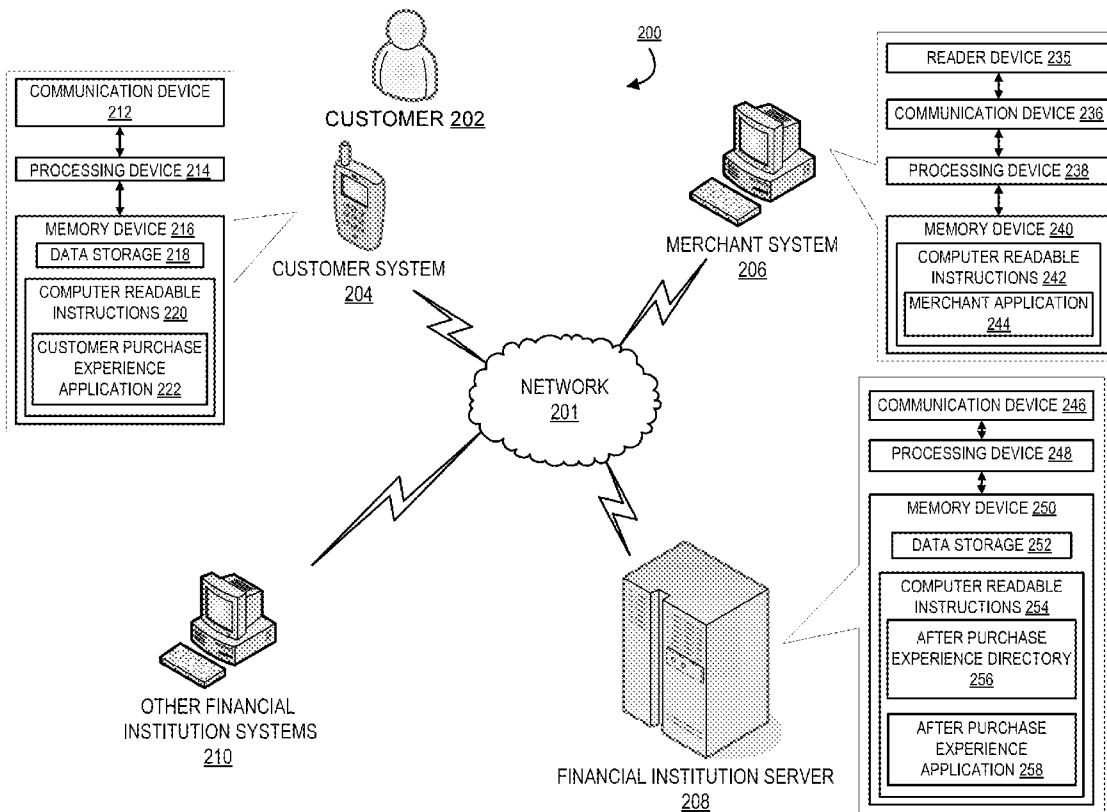 200
CUSTOMER 202
COMMUNICATION DEVICE
212
PROCESSING DEVICE 214
MEMORY DEVICE 216
DATA STORAGE 218
COMPUTER READABLE
INSTRUCTIONS 220
CUSTOMER PURCHASE
EXPERIENCE
APPLICATION 222
CUSTOMER SYSTEM
204
MERCHANT SYSTEM
206
READER DEVICE 235
COMMUNICATION DEVICE 236
PROCESSING DEVICE 238
MEMORY DEVICE 240
COMPUTER READABLE
INSTRUCTIONS 242
MERCHANT APPLICATION
244
NETWORK
201
OTHER FINANCIAL
INSTITUTION SYSTEMS
210
FINANCIAL INSTITUTION SERVER
208
COMMUNICATION DEVICE 246
PROCESSING DEVICE 248
MEMORY DEVICE 250
DATA STORAGE 252
COMPUTER READABLE
INSTRUCTIONS 254
AFTER PURCHASE
EXPERIENCE DIRECTORY
256
AFTER PURCHASE
EXPERIENCE
APPLICATION 258